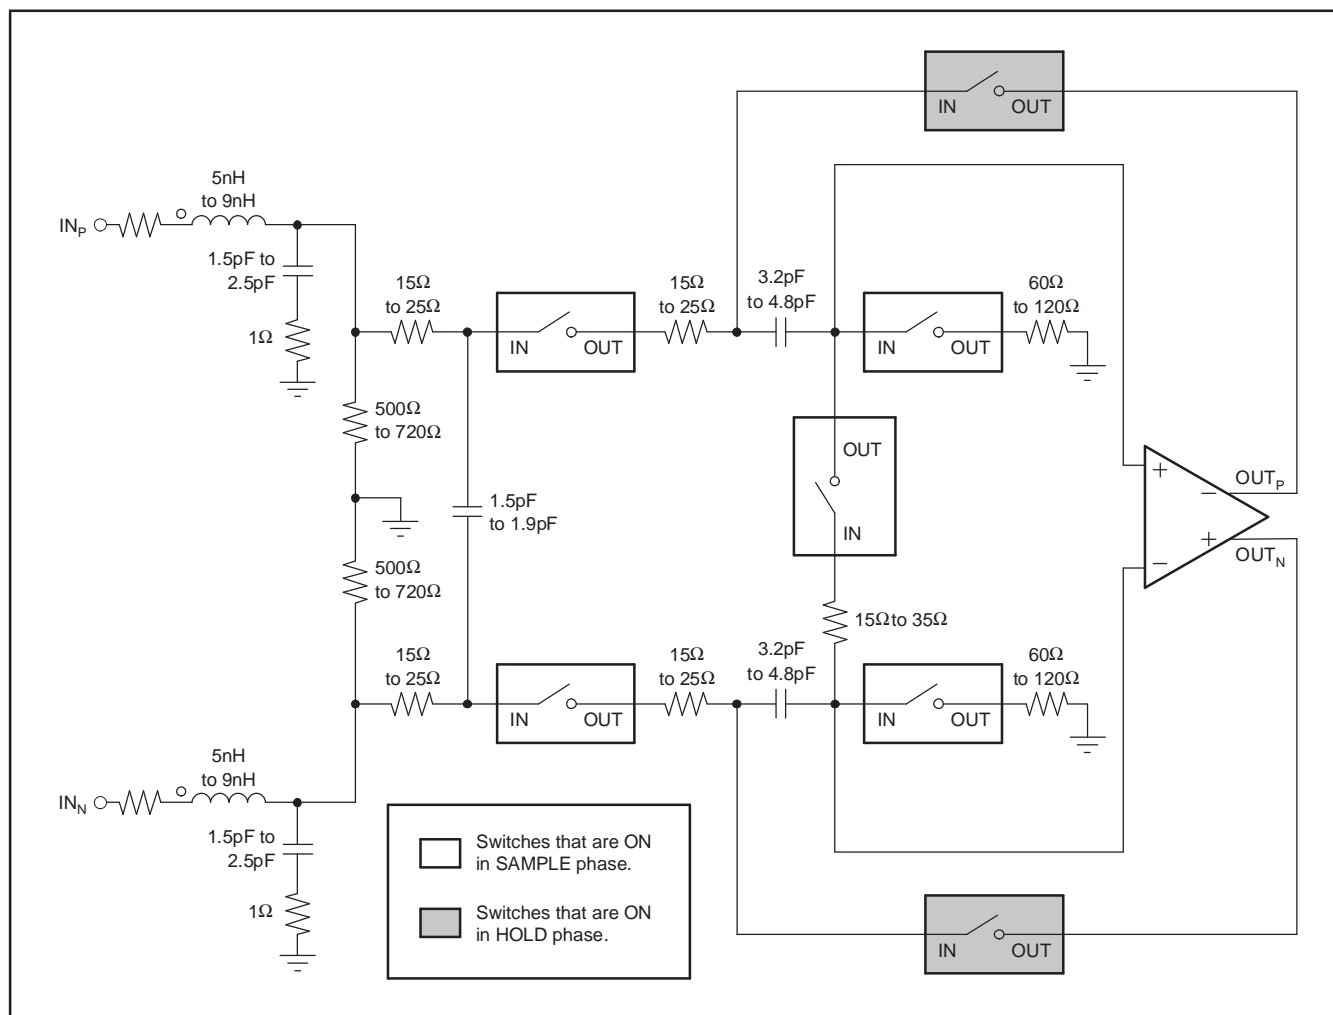 IN OUT
5nH
to 9nH
INP
1.5pF to
2.5pF
15Ω
to 25Ω
15Ω
to 25Ω
3.2pF
to 4.8pF
60Ω
to 120Ω
1Ω
IN OUT
IN OUT
500Ω
to 720Ω
OUT
IN
1.5pF
to 1.9pF
+
−
−
+
OUTP
OUTN
500Ω
to 720Ω
15Ω to 35Ω
15Ω
to 25Ω
15Ω
to 25Ω
3.2pF
to 4.8pF
60Ω
to 120Ω
IN OUT
IN OUT
5nH
to 9nH
INN
1.5pF to
2.5pF
1Ω
Switches that are ON
in SAMPLE phase.
Switches that are ON
in HOLD phase.
IN OUT